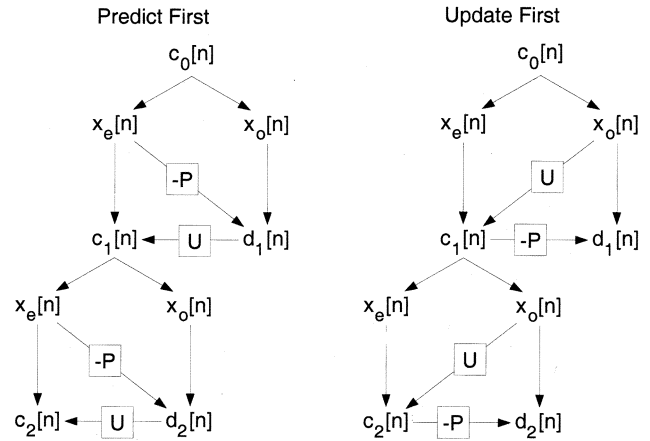 Predict First Update First
c0[n] c0[n]
xe[n] xo[n] xe[n] xo[n]
-P U
c1[n] U d1[n] c1[n] -P d1[n]
xe[n] xo[n] xe[n] xo[n]
-P U
c2[n] U d2[n] c2[n] -P d2[n]